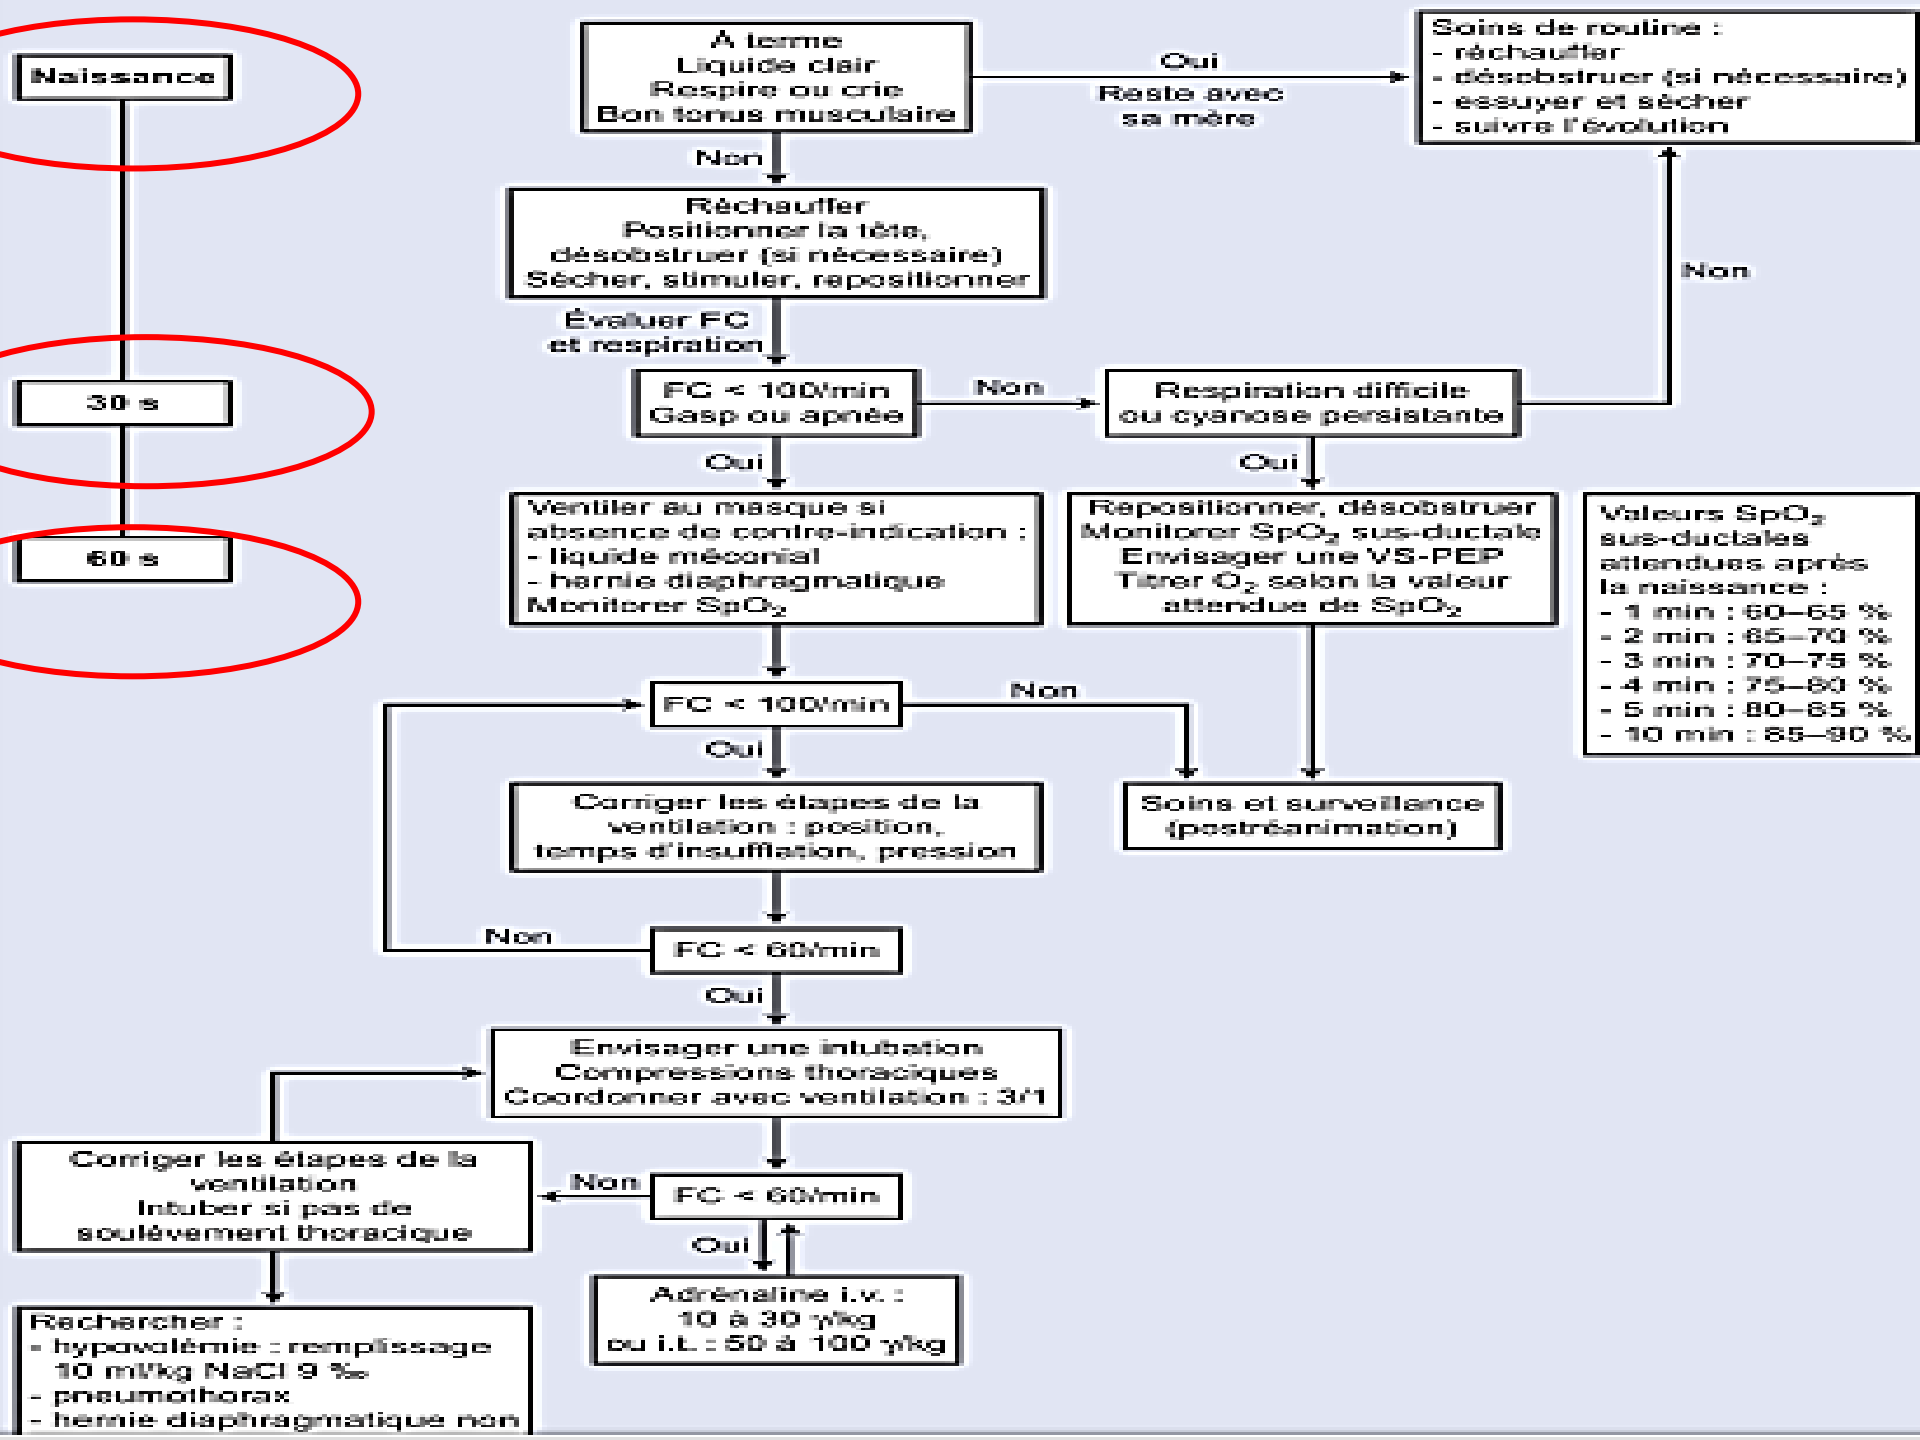 Naissance
30 s
60 s
A terme
Liquide clair
Respire ou crie
Bon tonus musculaire
Oui
Reste avec
sa mère
Soins de routine :
- réchauffer
- désobstruer (si nécessaire)
- essuyer et sécher
- suivre l'évolution
Non
Réchauffer
Positionner la tête,
désobstruer (si nécessaire)
Sécher, stimuler, repositionner
Non
Évaluer FC
et respiration
FC < 100/min
Gasp ou apnée
Non
Respiration difficile
ou cyanose persistante
Oui
Oui
Ventiler au masque si
absence de contre-indication :
- liquide méconial
- hernie diaphragmatique
Monitorer SpO₂
Repositionner, désobstruer
Monitorer SpO₂ sus-ductale
Envisager une VS-PEP
Titrer O₂ selon la valeur
attendue de SpO₂
Valeurs SpO₂
sus-ductales
attendues après
la naissance :
- 1 min : 60–65 %
- 2 min : 65–70 %
- 3 min : 70–75 %
- 4 min : 75–80 %
- 5 min : 80–85 %
- 10 min : 85–90 %
FC < 100/min
Non
Oui
Corriger les étapes de la
ventilation : position,
temps d'insufflation, pression
Soins et surveillance
(postréanimation)
Non
FC < 60/min
Oui
Envisager une intubation
Compressions thoraciques
Coordonner avec ventilation : 3/1
Corriger les étapes de la
ventilation
Intuber si pas de
soulèvement thoracique
Non
FC < 60/min
Oui
Adrénaline i.v. :
10 à 30 γ/kg
ou i.t. : 50 à 100 γ/kg
Rechercher :
- hypovolémie : remplissage
10 ml/kg NaCl 9 ‰
- pneumothorax
- hernie diaphragmatique non